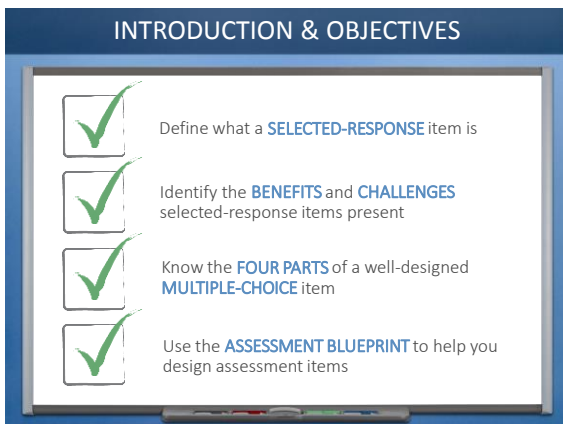 INTRODUCTION & OBJECTIVES
Define what a SELECTED-RESPONSE item is
Identify the BENEFITS and CHALLENGES
selected-response items present
Know the FOUR PARTS of a well-designed
MULTIPLE-CHOICE item
Use the ASSESSMENT BLUEPRINT to help you
design assessment items